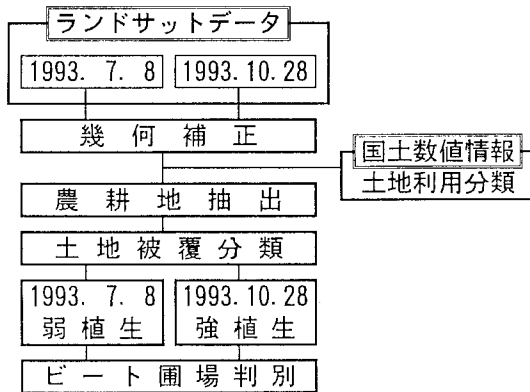 ランドサットデータ
1993. 7. 8 1993.10.28
幾何補正
国土数値情報
土地利用分類
農耕地抽出
土地被覆分類
1993. 7. 8 1993.10.28
弱植生 強植生
ビート圃場判別